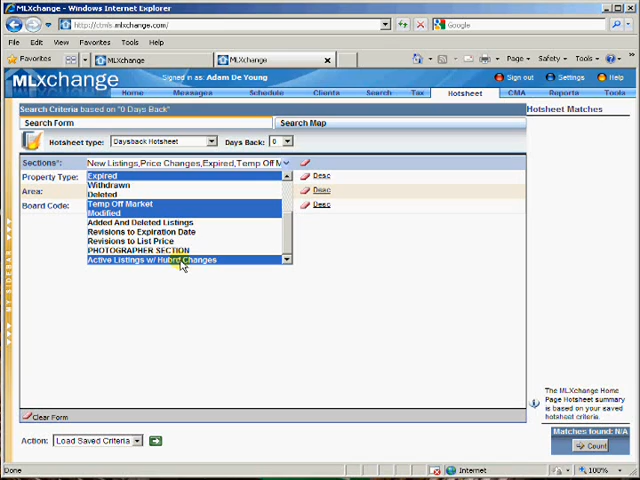 MLXchange - Windows Internet Explorer
http://ctmls.mlxchange.com/
Google
File Edit View Favorites Tools Help
Favorites MLXchange MLXchange Page Safety Tools
MLXchange Signed in as: Adam De Young Sign out Settings Help
Home Messages Schedule Clients Search Tax Hotsheet CMA Reports Tools
Search Criteria based on "0 Days Back"
Hotsheet Matches
Search Form Search Map
Hotsheet type: Daysback Hotsheet Days Back: 0
Sections*: New Listings,Price Changes,Expired,Temp Off M
Property Type: Expired Desc
Withdrawn
Area: Deleted Desc
Board Code: Temp Off Market Desc
Modified
Added And Deleted Listings
Revisions to Expiration Date
Revisions to List Price
PHOTOGRAPHER SECTION
Active Listings w/ Hubrd Changes
MY SIDEBAR
The MLXchange Home
Page Hotsheet summary
is based on your saved
hotsheet criteria.
Clear Form
Matches found: N/A
Count
Action: Load Saved Criteria
Done Internet 100%